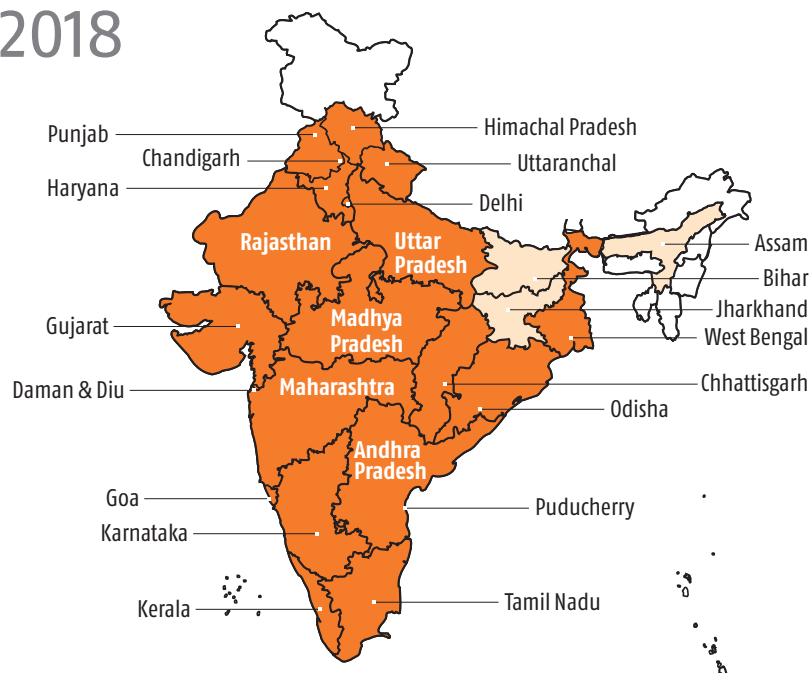 2018
Punjab
Himachal Pradesh
Chandigarh
Uttaranchal
Haryana
Delhi
Rajasthan
Uttar
Pradesh
Assam
Bihar
Jharkhand
Gujarat
Madhya
Pradesh
West Bengal
Daman & Diu
Maharashtra
Chhattisgarh
Odisha
Andhra
Pradesh
Goa
Puducherry
Karnataka
Kerala
Tamil Nadu